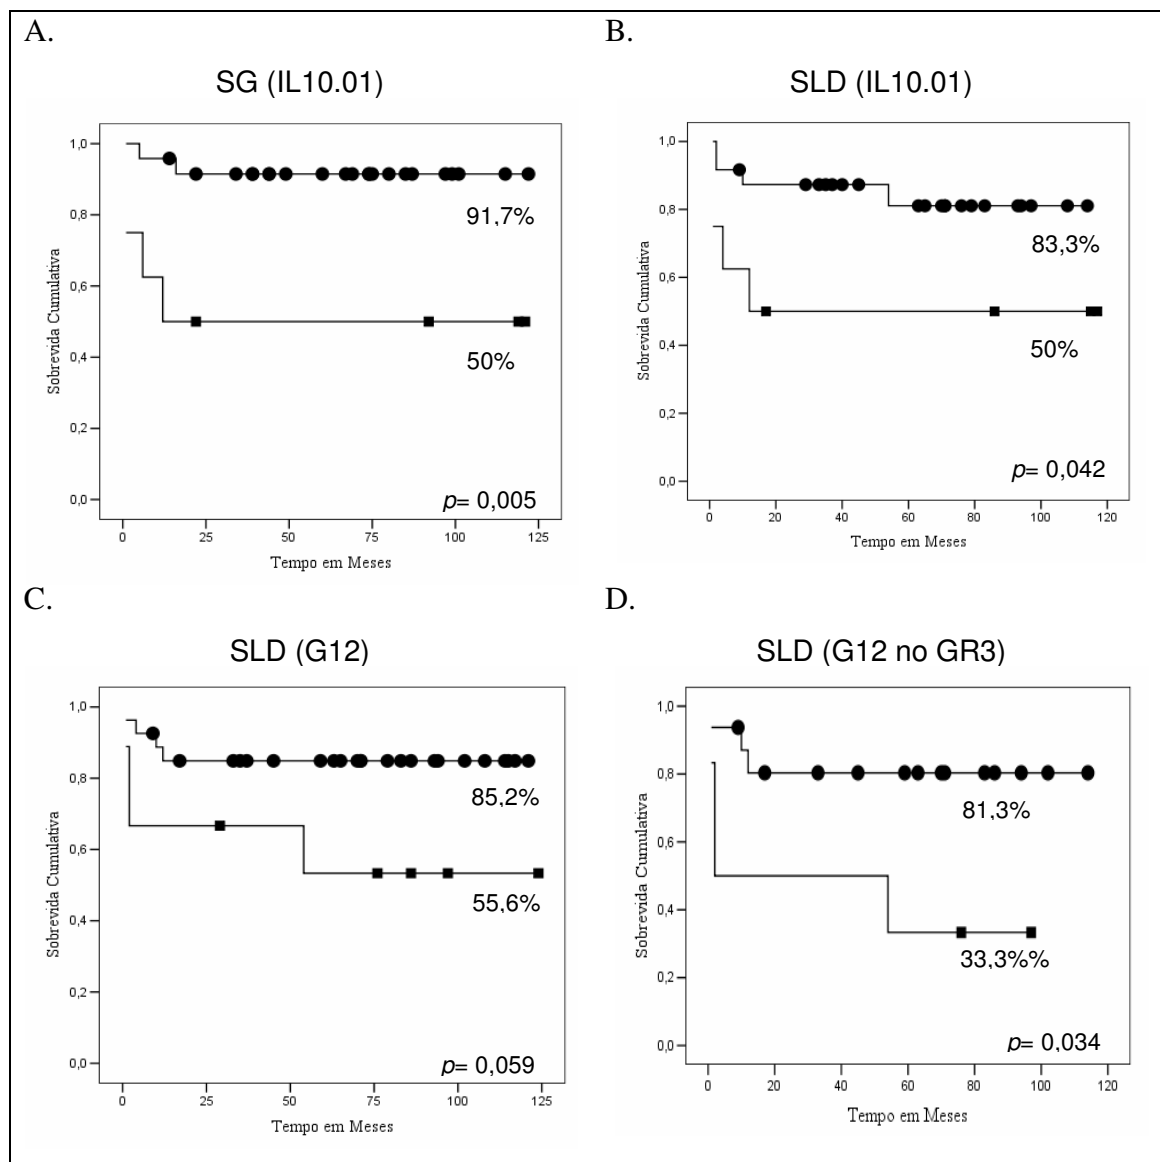 A.
SG (IL10.01)
Sobrevida Cumulativa
1,0
0,8
0,6
0,4
0,2
0,0
91,7%
50%
p= 0,005
0 25 50 75 100 125
Tempo em Meses
B.
SLD (IL10.01)
Sobrevida Cumulativa
1,0
0,8
0,6
0,4
0,2
0,0
83,3%
50%
p= 0,042
0 20 40 60 80 100 120
Tempo em Meses
C.
SLD (G12)
Sobrevida Cumulativa
1,0
0,8
0,6
0,4
0,2
0,0
85,2%
55,6%
p= 0,059
0 25 50 75 100 125
Tempo em Meses
D.
SLD (G12 no GR3)
Sobrevida Cumulativa
1,0
0,8
0,6
0,4
0,2
0,0
81,3%
33,3%%
p= 0,034
0 20 40 60 80 100 120
Tempo em Meses